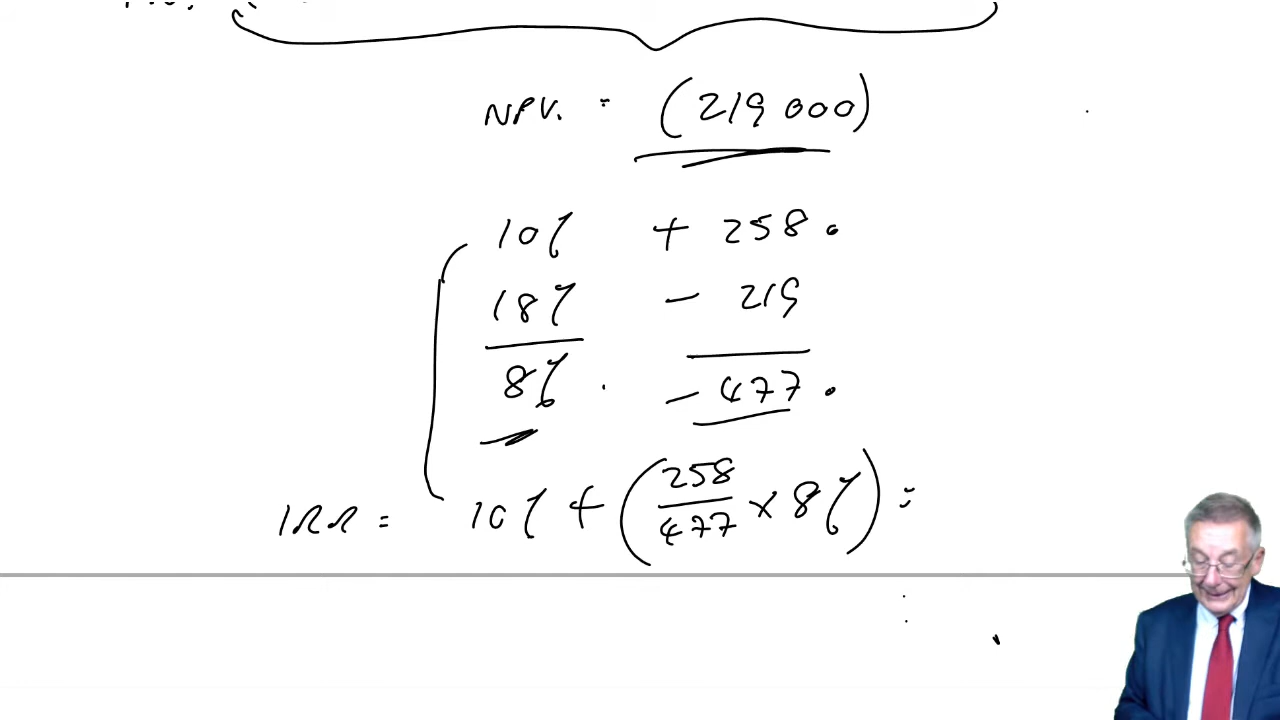 NPV. = (219 000)
10% + 258.
18% - 219
8% . - 477.
IRR = 10% + (258/477 × 8%) =